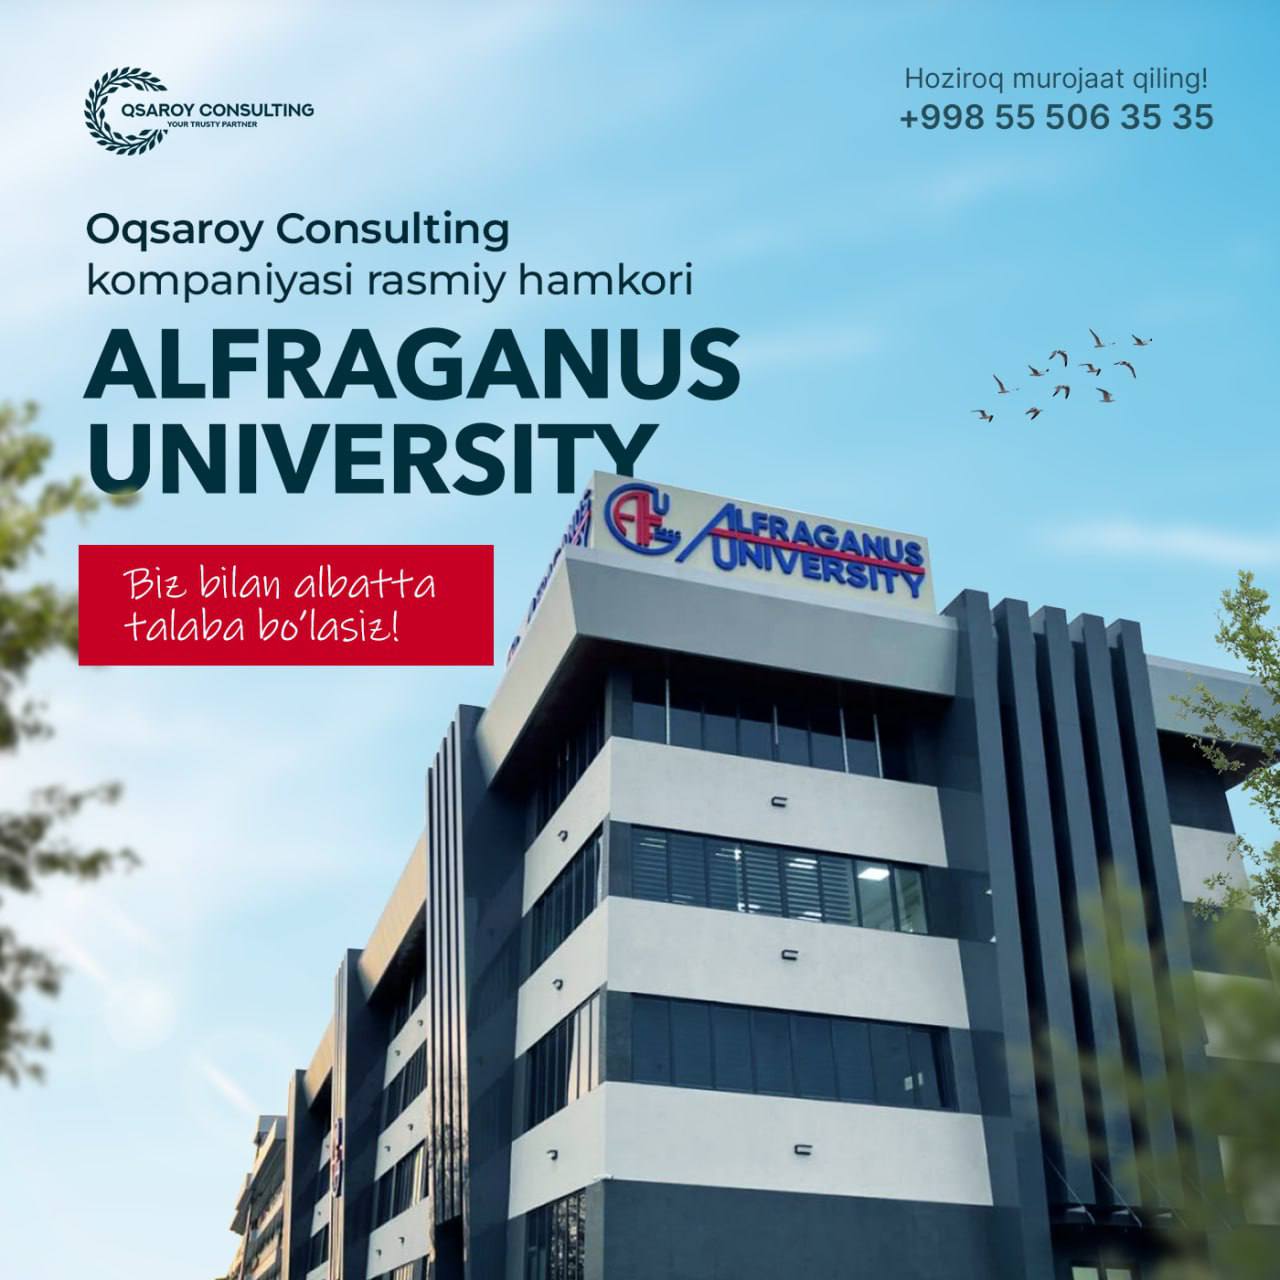 QSAROY CONSULTING
YOUR TRUSTY PARTNER
Hoziroq murojaat qiling!
+998 55 506 35 35
Oqsaroy Consulting
kompaniyasi rasmiy hamkori
ALFRAGANUS
UNIVERSITY
Biz bilan albatta
talaba bo‘lasiz!
ALFRAGANUS
UNIVERSITY